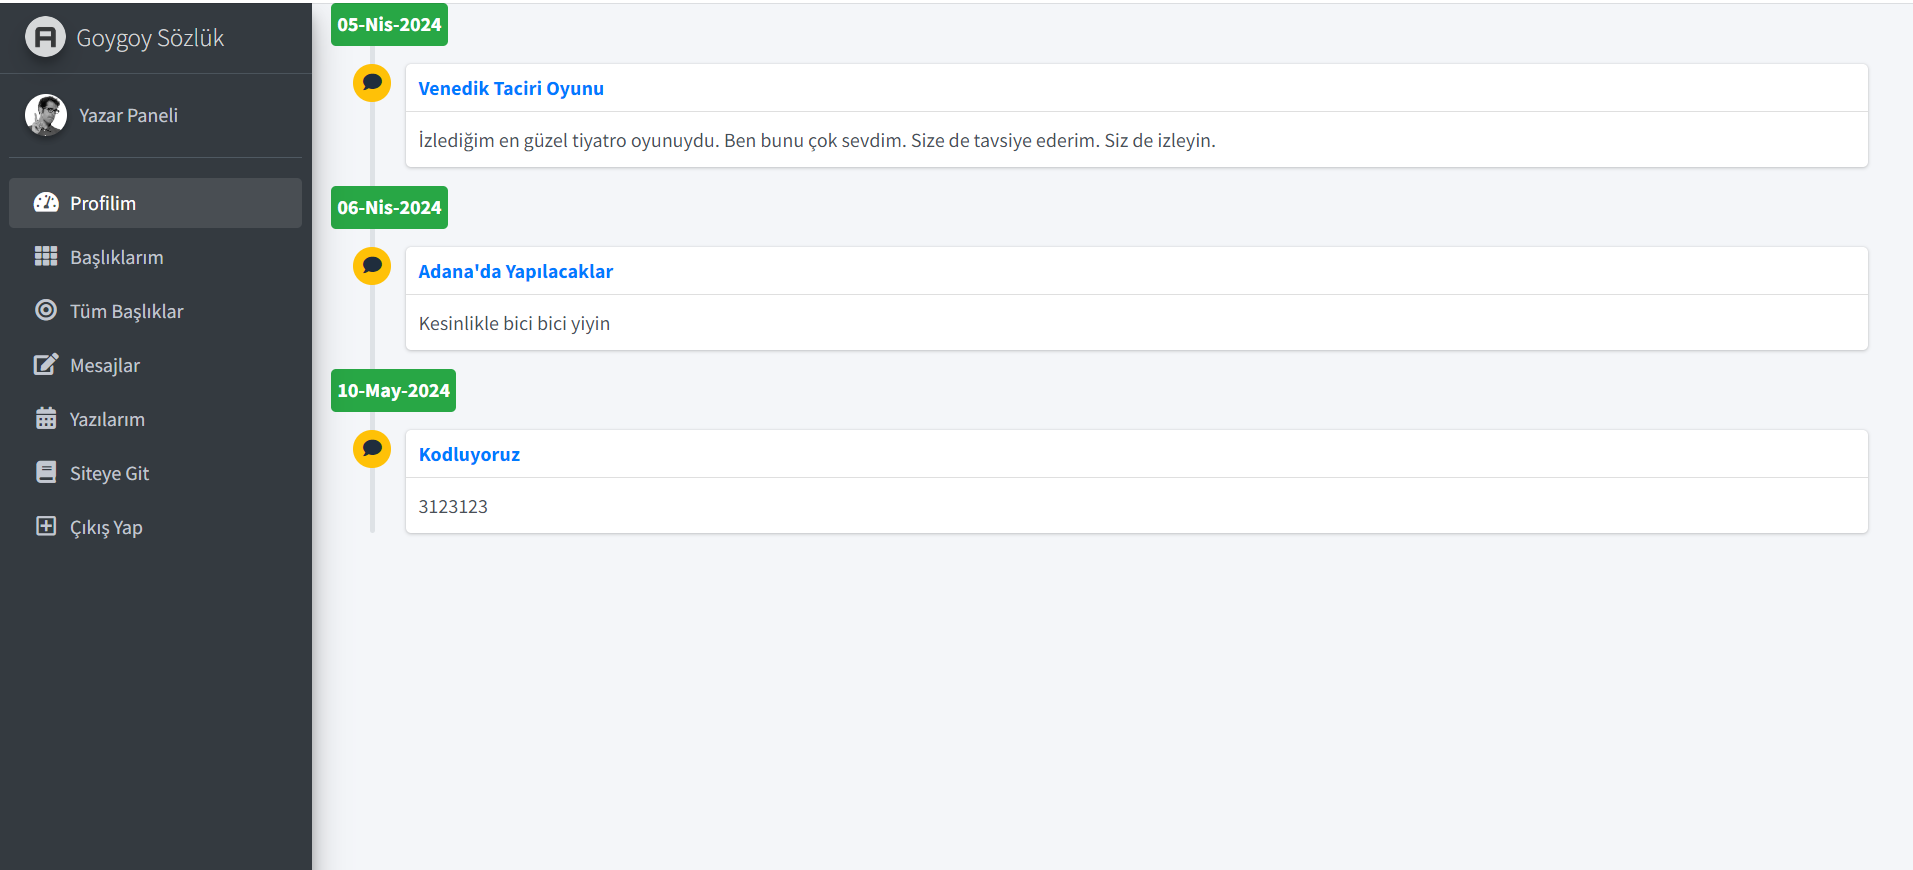 Goygoy Sözlük
Yazar Paneli
Profilim
Başlıklarım
Tüm Başlıklar
Mesajlar
Yazılarım
Siteye Git
Çıkış Yap
05-Nis-2024
Venedik Taciri Oyunu
İzlediğim en güzel tiyatro oyunuydu. Ben bunu çok sevdim. Size de tavsiye ederim. Siz de izleyin.
06-Nis-2024
Adana'da Yapılacaklar
Kesinlikle bici bici yiyin
10-May-2024
Kodluyoruz
3123123